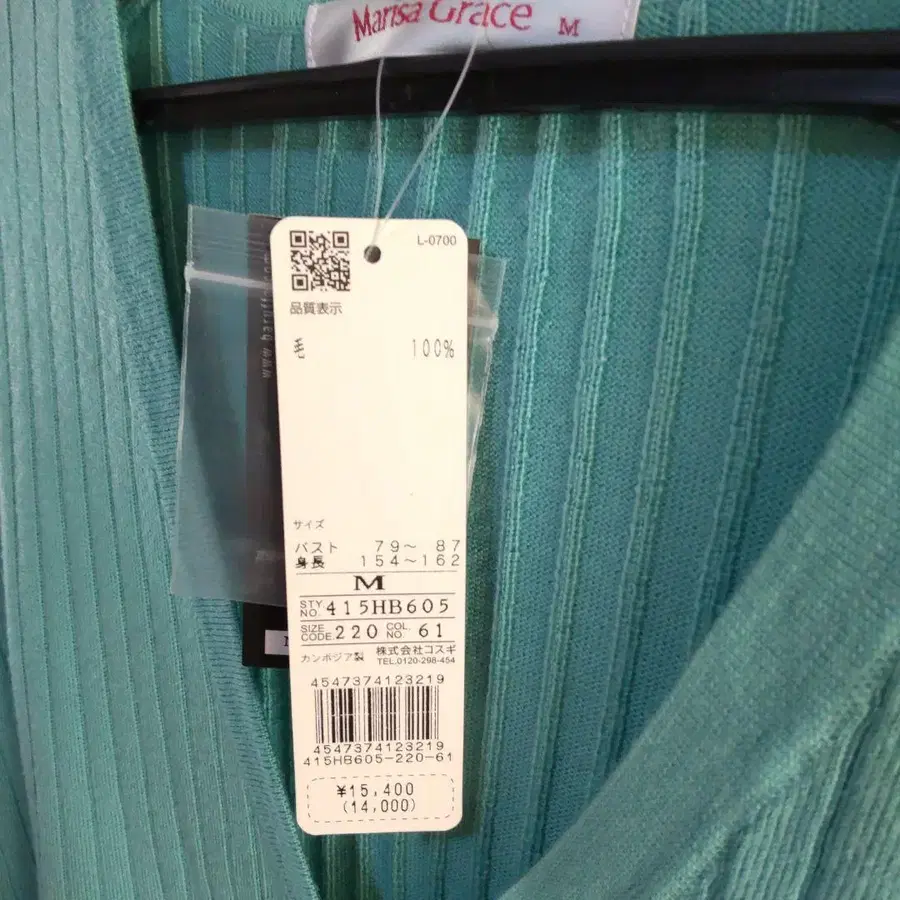 Marisa Grace M
L-0700
品質表示
毛 100%
サイズ
バスト 79～ 87
身長 154～162
M
STY NO. 415HB605
SIZE CODE. 220 COL. NO. 61
カンボジア製 株式会社コスギ
TEL.0120-298-454
4547374123219
4547374123219
415HB605-220-61
¥15,400
(14,000)